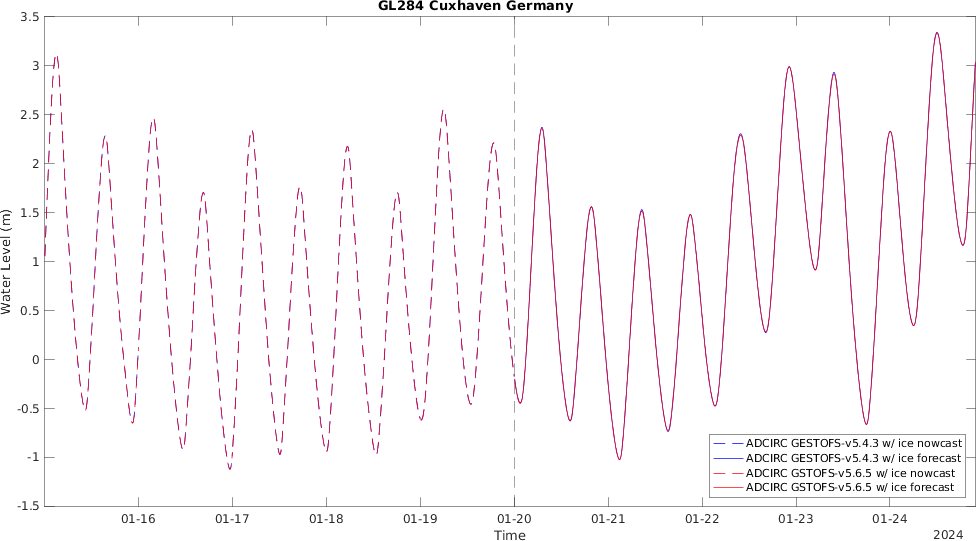 GL284 Cuxhaven Germany
3.5
3
2.5
2
1.5
1
0.5
0
-0.5
-1
-1.5
Water Level (m)
ADCIRC GESTOFS-v5.4.3 w/ ice nowcast
ADCIRC GESTOFS-v5.4.3 w/ ice forecast
ADCIRC GSTOFS-v5.6.5 w/ ice nowcast
ADCIRC GSTOFS-v5.6.5 w/ ice forecast
01-16 01-17 01-18 01-19 01-20 01-21 01-22 01-23 01-24
Time
2024